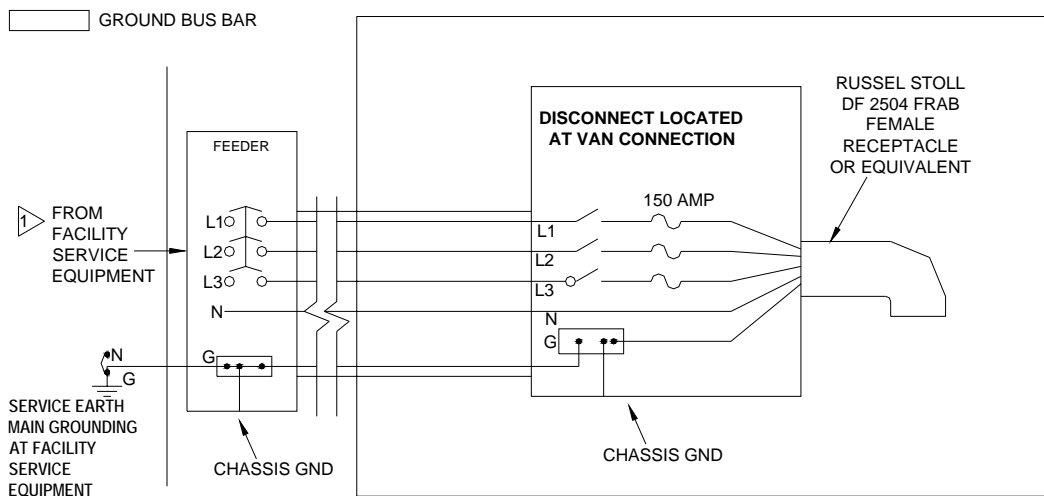 GROUND BUS BAR
RUSSEL STOLL
DF 2504 FRAB
FEMALE
RECEPTACLE
OR EQUIVALENT
DISCONNECT LOCATED
AT VAN CONNECTION
FEEDER
150 AMP
1
FROM
FACILITY
SERVICE
EQUIPMENT
L1
L2
L3
N
G
L1
L2
L3
N
G
N
G
SERVICE EARTH
MAIN GROUNDING
AT FACILITY
SERVICE
EQUIPMENT
CHASSIS GND
CHASSIS GND